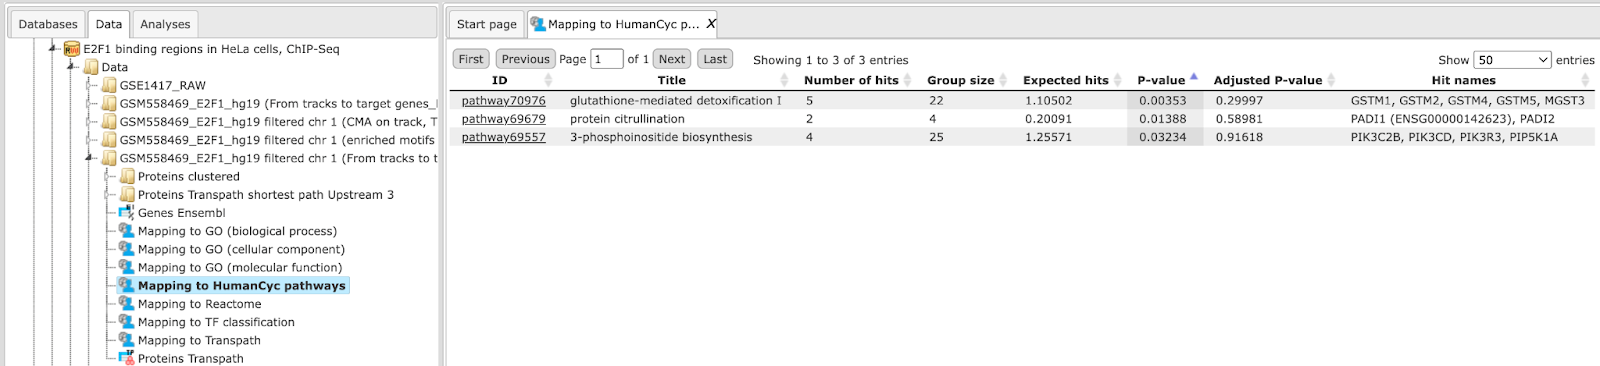 Databases Data Analyses
E2F1 binding regions in HeLa cells, ChIP-Seq
Data
GSE1417_RAW
GSM558469_E2F1_hg19 (From tracks to target genes_
GSM558469_E2F1_hg19 filtered chr 1 (CMA on track, T
GSM558469_E2F1_hg19 filtered chr 1 (enriched motifs
GSM558469_E2F1_hg19 filtered chr 1 (From tracks to t
Proteins clustered
Proteins Transpath shortest path Upstream 3
Genes Ensembl
Mapping to GO (biological process)
Mapping to GO (cellular component)
Mapping to GO (molecular function)
Mapping to HumanCyc pathways
Mapping to Reactome
Mapping to TF classification
Mapping to Transpath
Proteins Transpath
Start page Mapping to HumanCyc p... X
First Previous Page 1 of 1 Next Last Showing 1 to 3 of 3 entries Show 50 entries
ID Title Number of hits Group size Expected hits P-value Adjusted P-value Hit names
pathway70976 glutathione-mediated detoxification I 5 22 1.10502 0.00353 0.29997 GSTM1, GSTM2, GSTM4, GSTM5, MGST3
pathway69679 protein citrullination 2 4 0.20091 0.01388 0.58981 PADI1 (ENSG00000142623), PADI2
pathway69557 3-phosphoinositide biosynthesis 4 25 1.25571 0.03234 0.91618 PIK3C2B, PIK3CD, PIK3R3, PIP5K1A